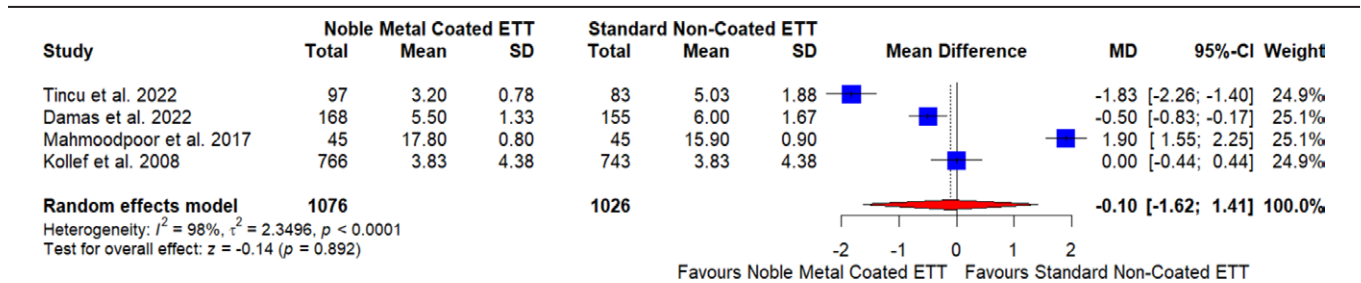 Noble Metal Coated ETT Standard Non-Coated ETT
Study Total Mean SD Total Mean SD Mean Difference MD 95%-CI Weight
Tincu et al. 2022 97 3.20 0.78 83 5.03 1.88 -1.83 [-2.26; -1.40] 24.9%
Damas et al. 2022 168 5.50 1.33 155 6.00 1.67 -0.50 [-0.83; -0.17] 25.1%
Mahmoodpoor et al. 2017 45 17.80 0.80 45 15.90 0.90 1.90 [ 1.55; 2.25] 25.1%
Kollef et al. 2008 766 3.83 4.38 743 3.83 4.38 0.00 [-0.44; 0.44] 24.9%
Random effects model 1076 1026 -0.10 [-1.62; 1.41] 100.0%
Heterogeneity: I² = 98%, τ² = 2.3496, p < 0.0001
Test for overall effect: z = -0.14 (p = 0.892)
-2 -1 0 1 2
Favours Noble Metal Coated ETT Favours Standard Non-Coated ETT